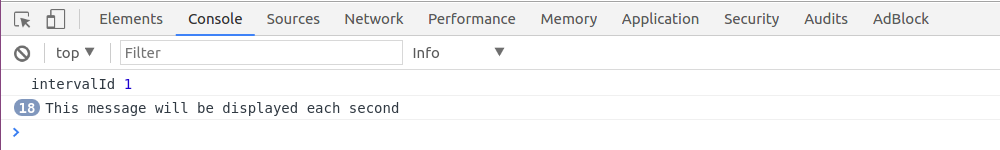 Elements Console Sources Network Performance Memory Application Security Audits AdBlock
top ▼ Filter Info ▼
intervalId 1
18 This message will be displayed each second
>